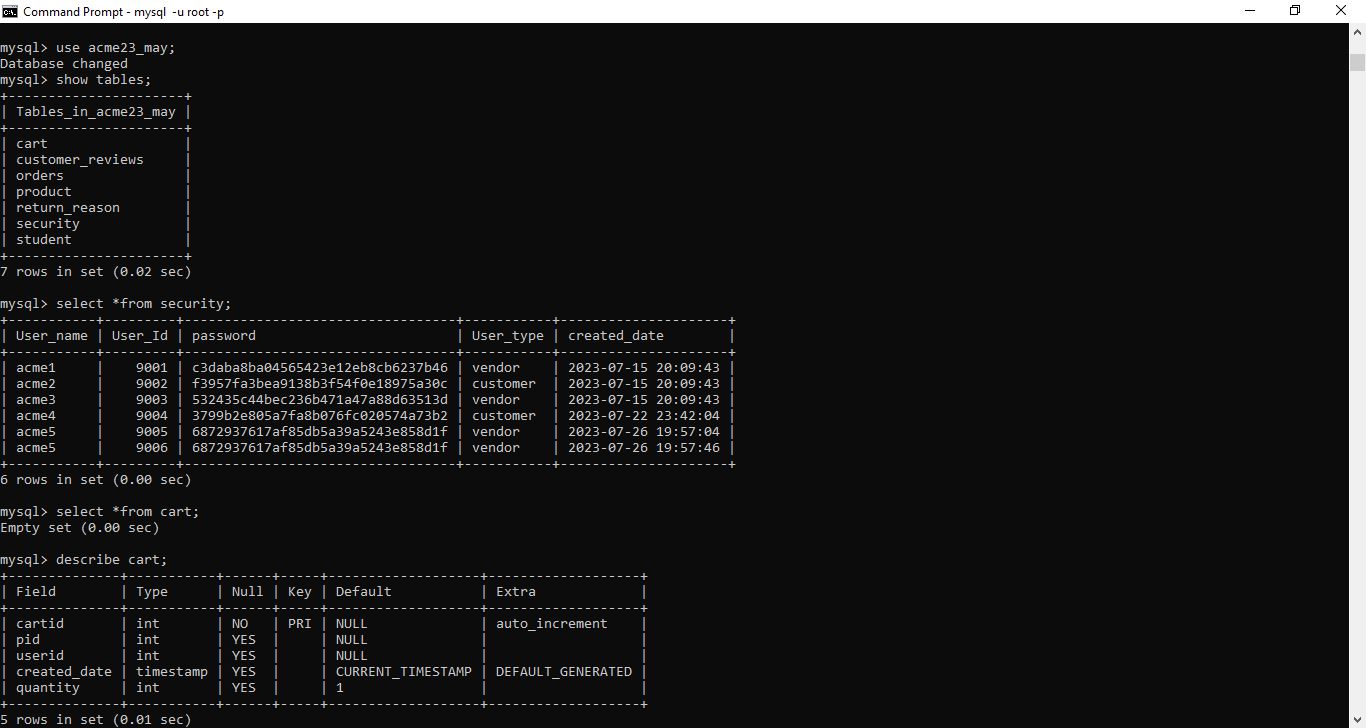 Command Prompt - mysql  -u root -p
mysql> use acme23_may;
Database changed
mysql> show tables;
+----------------------+
| Tables_in_acme23_may |
+----------------------+
| cart                 |
| customer_reviews     |
| orders               |
| product              |
| return_reason        |
| security             |
| student              |
+----------------------+
7 rows in set (0.02 sec)
mysql> select *from security;
+-----------+---------+----------------------------------+-----------+---------------------+
| User_name | User_Id | password                         | User_type | created_date        |
+-----------+---------+----------------------------------+-----------+---------------------+
| acme1     |    9001 | c3daba8ba04565423e12eb8cb6237b46 | vendor    | 2023-07-15 20:09:43 |
| acme2     |    9002 | f3957fa3bea9138b3f54f0e18975a30c | customer  | 2023-07-15 20:09:43 |
| acme3     |    9003 | 532435c44bec236b471a47a88d63513d | vendor    | 2023-07-15 20:09:43 |
| acme4     |    9004 | 3799b2e805a7fa8b076fc020574a73b2 | customer  | 2023-07-22 23:42:04 |
| acme5     |    9005 | 6872937617af85db5a39a5243e858d1f | vendor    | 2023-07-26 19:57:04 |
| acme5     |    9006 | 6872937617af85db5a39a5243e858d1f | vendor    | 2023-07-26 19:57:46 |
+-----------+---------+----------------------------------+-----------+---------------------+
6 rows in set (0.00 sec)
mysql> select *from cart;
Empty set (0.00 sec)
mysql> describe cart;
+--------------+-----------+------+-----+-------------------+-------------------+
| Field        | Type      | Null | Key | Default           | Extra             |
+--------------+-----------+------+-----+-------------------+-------------------+
| cartid       | int       | NO   | PRI | NULL              | auto_increment    |
| pid          | int       | YES  |     | NULL              |                   |
| userid       | int       | YES  |     | NULL              |                   |
| created_date | timestamp | YES  |     | CURRENT_TIMESTAMP | DEFAULT_GENERATED |
| quantity     | int       | YES  |     | 1                 |                   |
+--------------+-----------+------+-----+-------------------+-------------------+
5 rows in set (0.01 sec)